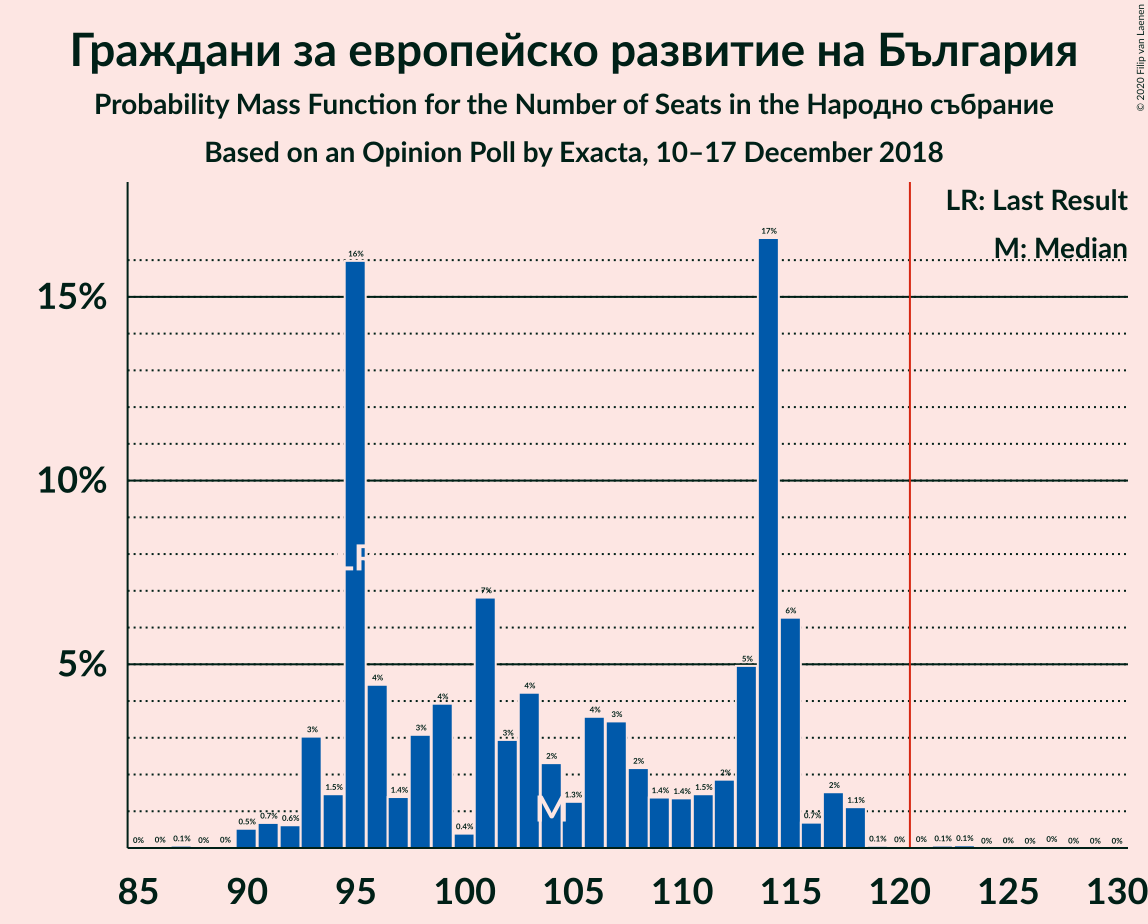 © 2020 Filip van Laenen
Граждани за европейско развитие на България
Probability Mass Function for the Number of Seats in the Народно събрание
Based on an Opinion Poll by Exacta, 10–17 December 2018
LR: Last Result
M: Median
15%
10%
5%
0% 0% 0.1% 0% 0% 0.5% 0.7% 0.6% 3% 1.5% 16% 4% 1.4% 3% 4% 0.4% 7% 3% 4% 2% 1.3% 4% 3% 2% 1.4% 1.4% 1.5% 2% 5% 17% 6% 0.7% 2% 1.1% 0.1% 0% 0% 0.1% 0.1% 0% 0% 0% 0% 0% 0% 0%
LR
M
85 90 95 100 105 110 115 120 125 130